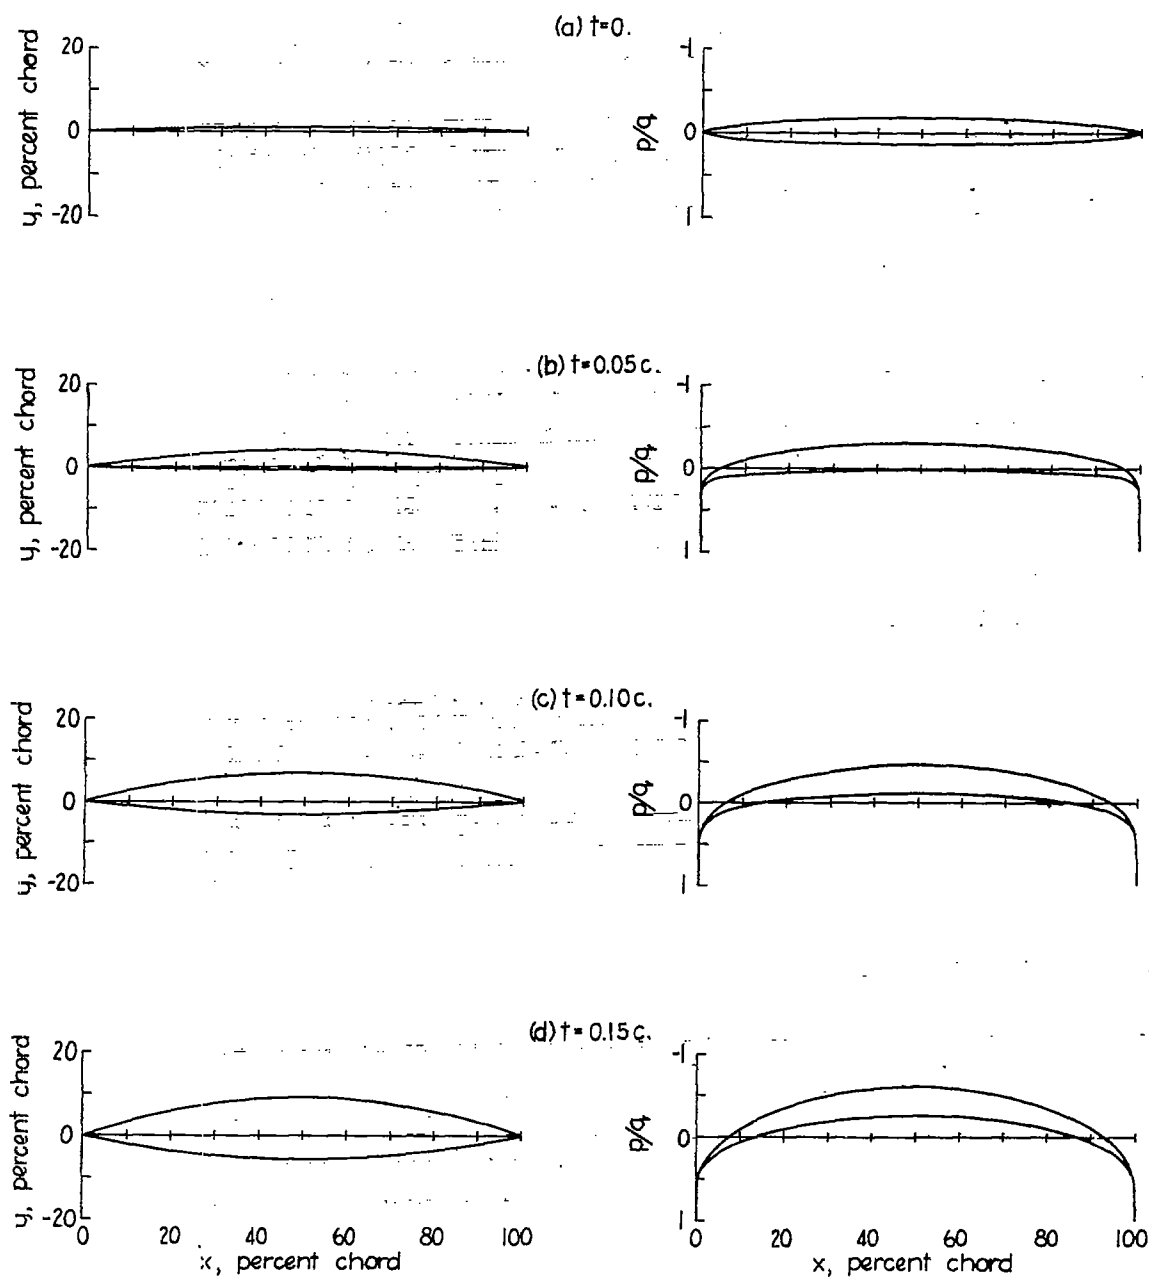 (a) t=0.
y, percent chord
20
0
-20
p/q
-1
0
1
(b) t=0.05c.
y, percent chord
20
0
-20
p/q
-1
0
1
(c) t=0.10c.
y, percent chord
20
0
-20
p/q
-1
0
1
(d) t=0.15c.
y, percent chord
20
0
-20
0 20 40 60 80 100
x, percent chord
p/q
-1
0
1
0 20 40 60 80 100
x, percent chord